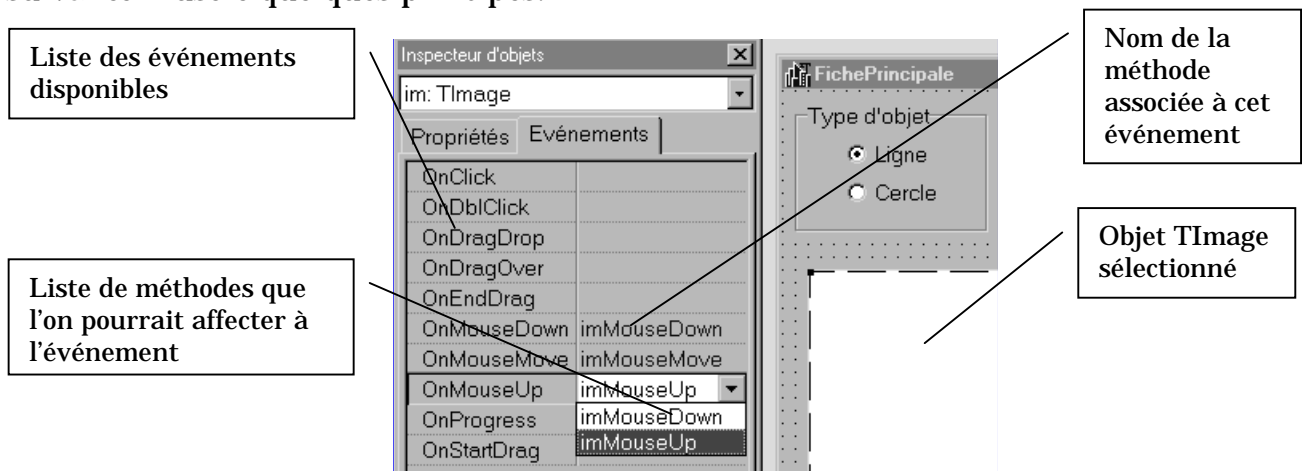 Liste des événements
disponibles
Liste de méthodes que
l'on pourrait affecter à
l'événement
Inspecteur d'objets
im: TImage
Propriétés Evénements
OnClick
OnDblClick
OnDragDrop
OnDragOver
OnEndDrag
OnMouseDown imMouseDown
OnMouseMove imMouseMove
OnMouseUp imMouseUp
OnProgress imMouseDown
OnStartDrag imMouseUp
FichePrincipale
Type d'objet
Ligne
Cercle
Nom de la
méthode
associée à cet
événement
Objet TImage
sélectionné